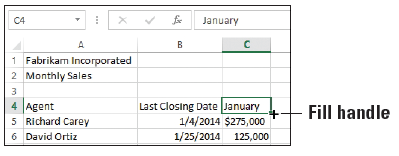 C4 fx January
A B C
1 Fabrikam Incorporated
2 Monthly Sales
3
4 Agent Last Closing Date January
5 Richard Carey 1/4/2014 $275,000
6 David Ortiz 1/25/2014 125,000
Fill handle